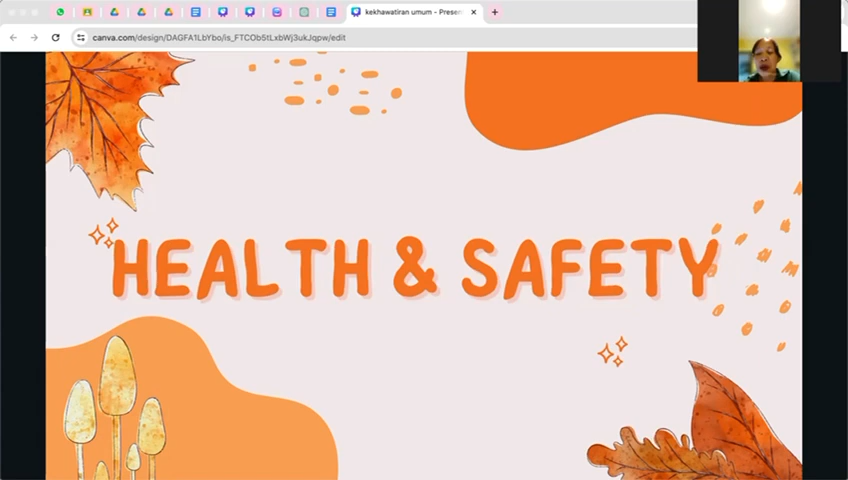 kekhawatiran umum - Presen
canva.com/design/DAGFA1LbYbo/is_FTCOb5tLxbWj3ukJqpw/edit
HEALTH & SAFETY